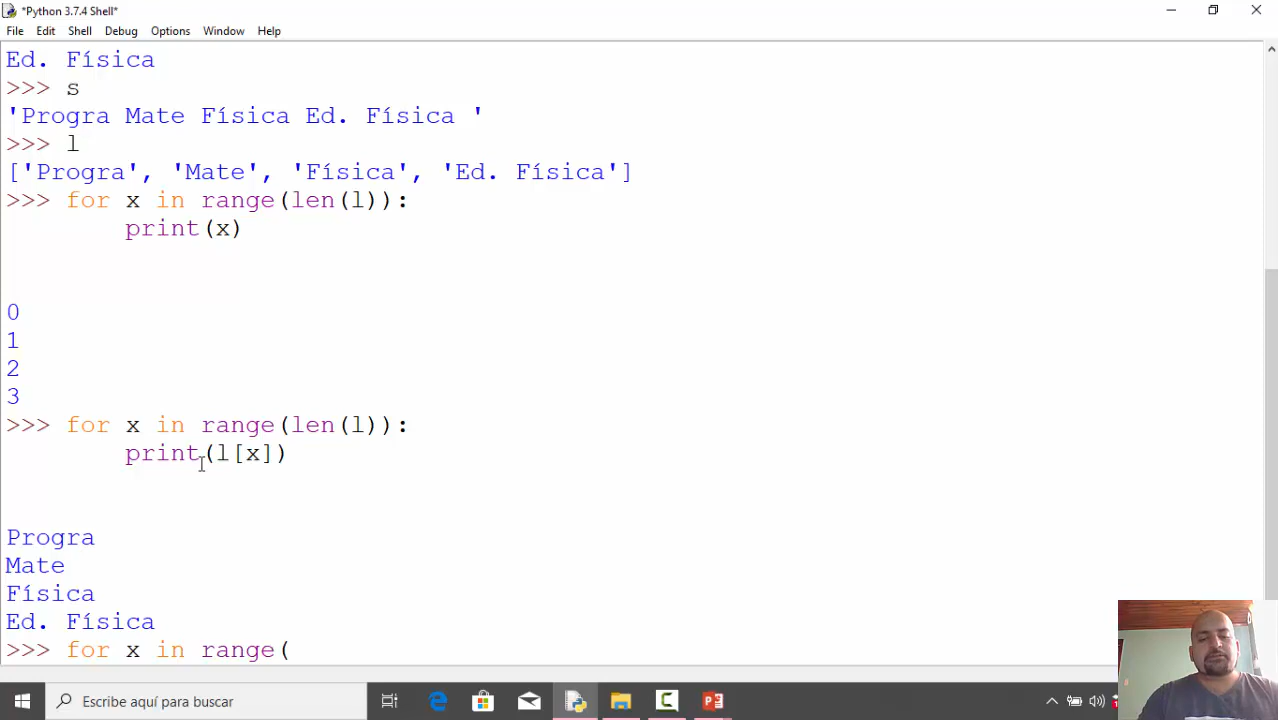 *Python 3.7.4 Shell*
File Edit Shell Debug Options Window Help
Ed. Física
>>> s
'Progra Mate Física Ed. Física '
>>> l
['Progra', 'Mate', 'Física', 'Ed. Física']
>>> for x in range(len(l)):
print(x)
0
1
2
3
>>> for x in range(len(l)):
print(l[x])
Progra
Mate
Física
Ed. Física
>>> for x in range(
Escribe aquí para buscar